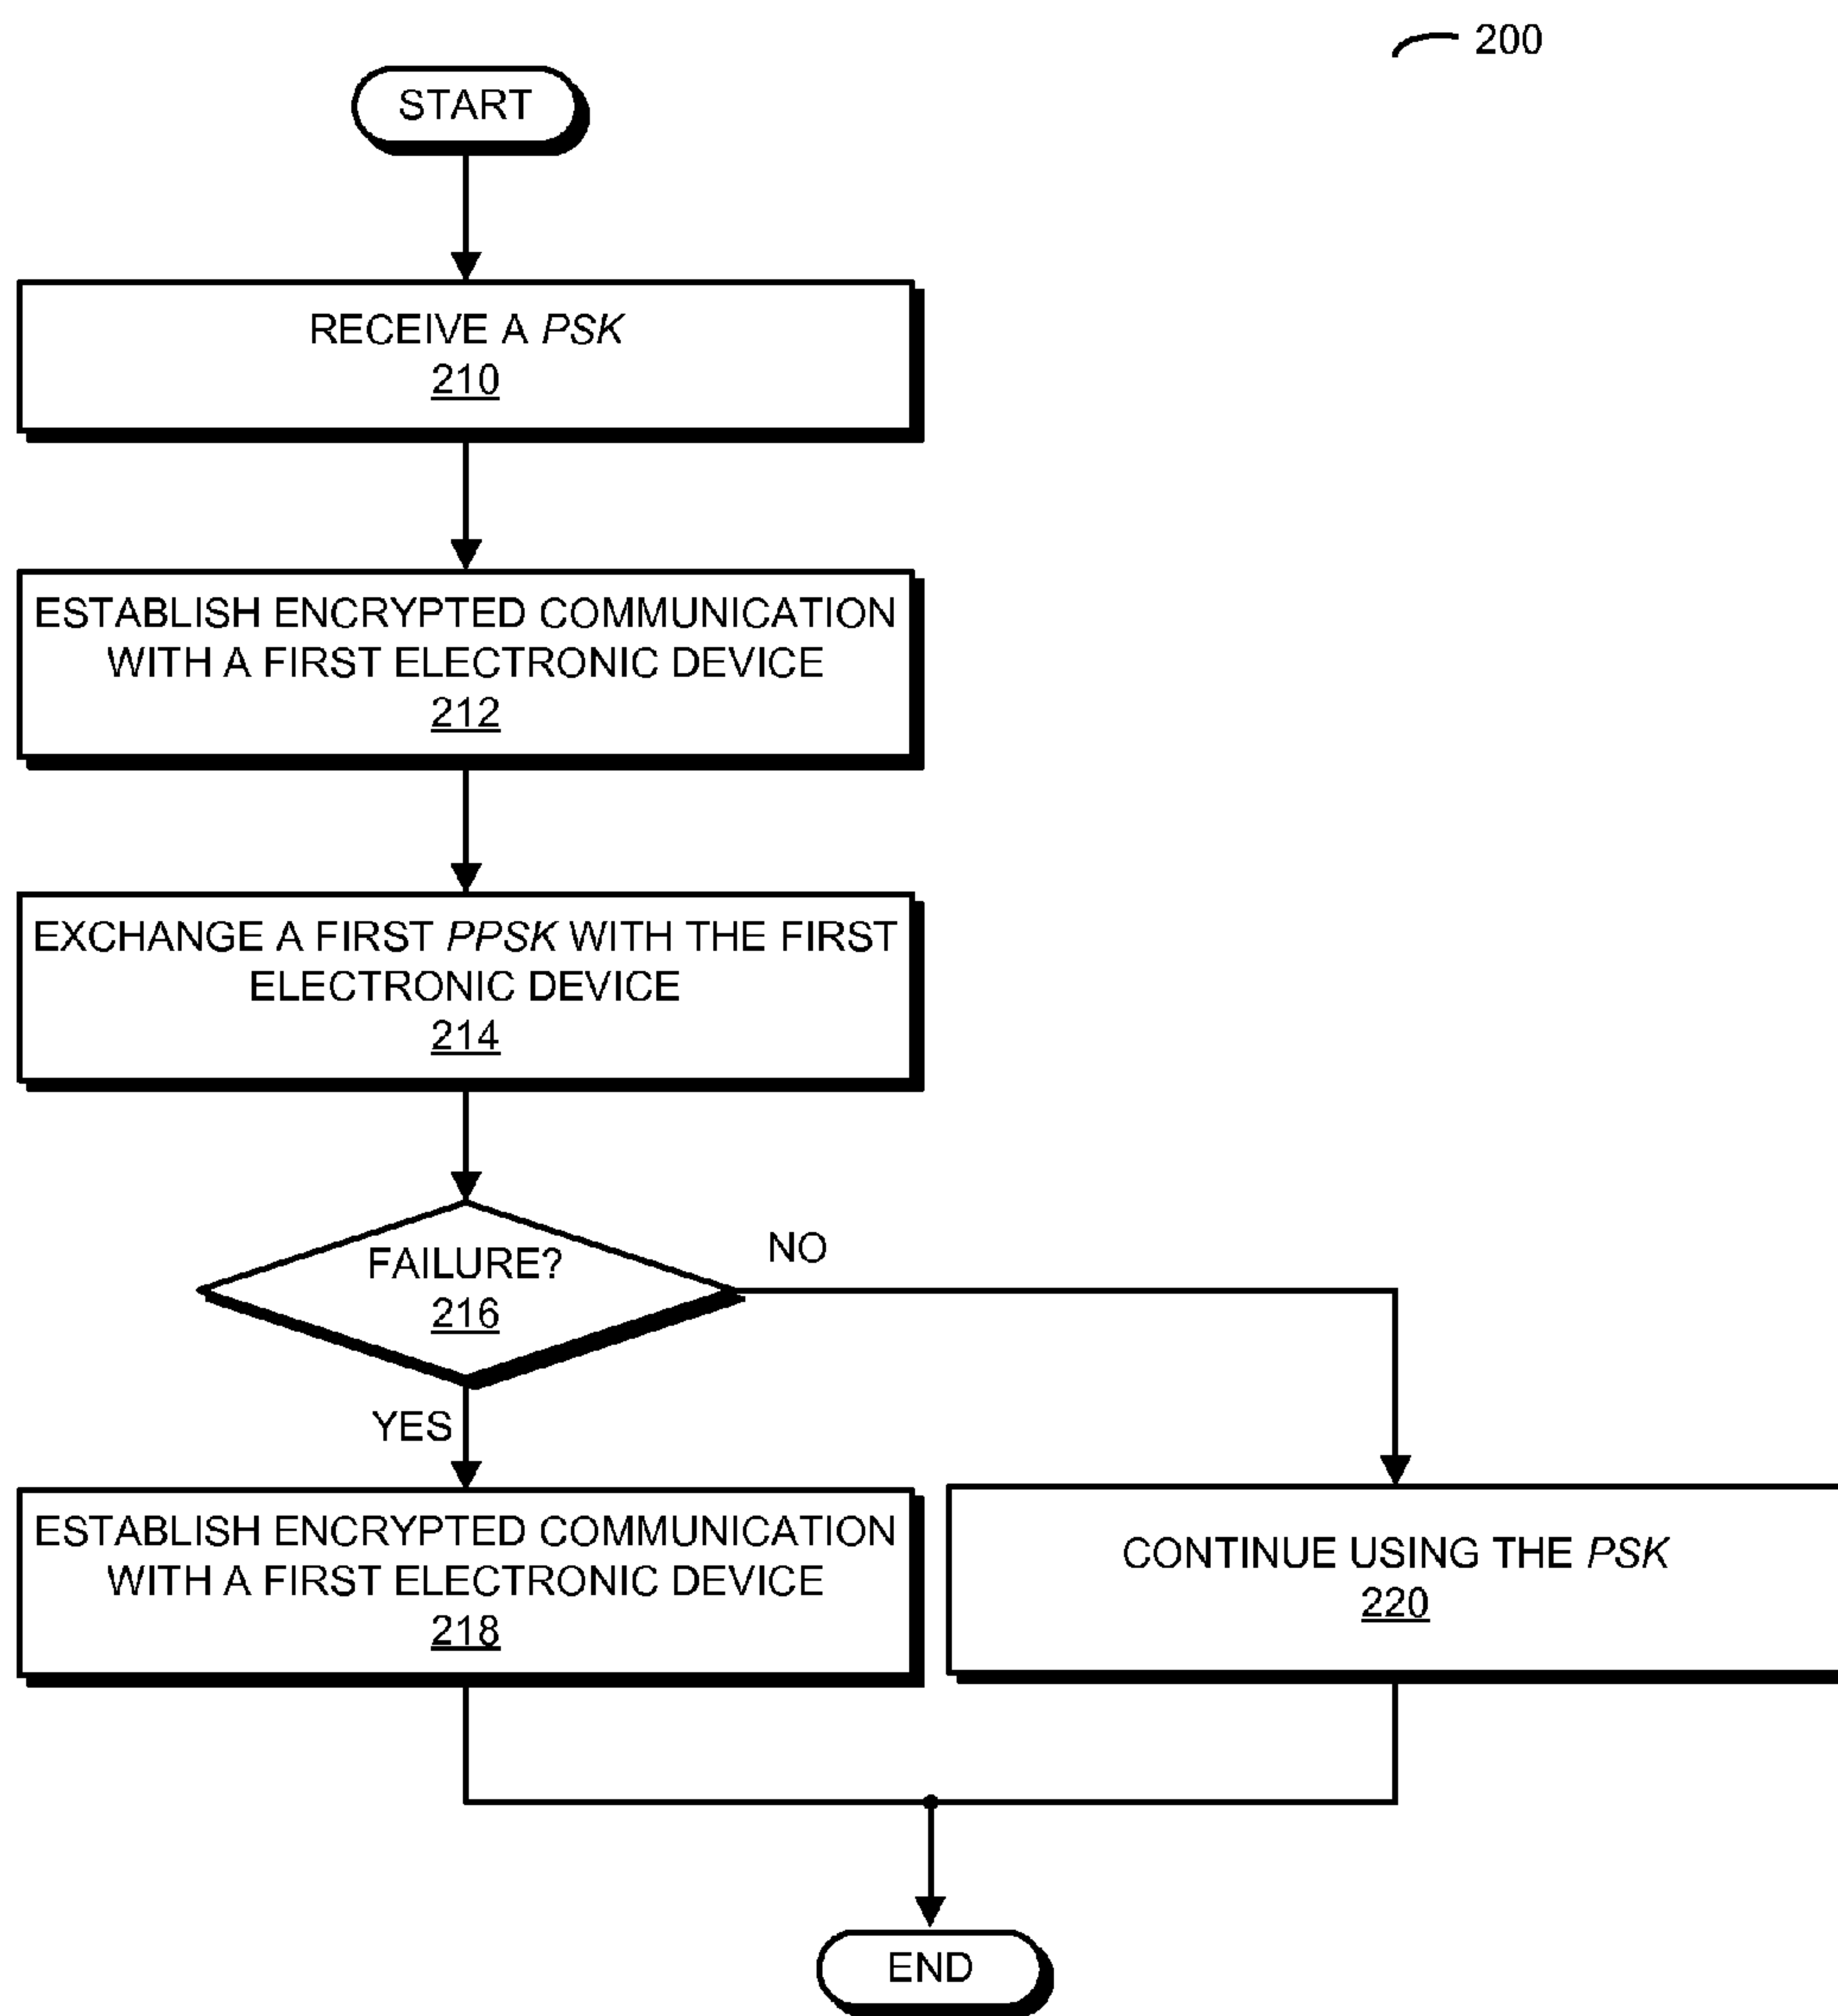 200
START
RECEIVE A PSK
210
ESTABLISH ENCRYPTED COMMUNICATION
WITH A FIRST ELECTRONIC DEVICE
212
EXCHANGE A FIRST PPSK WITH THE FIRST
ELECTRONIC DEVICE
214
FAILURE?
216
NO
YES
ESTABLISH ENCRYPTED COMMUNICATION
WITH A FIRST ELECTRONIC DEVICE
218
CONTINUE USING THE PSK
220
END